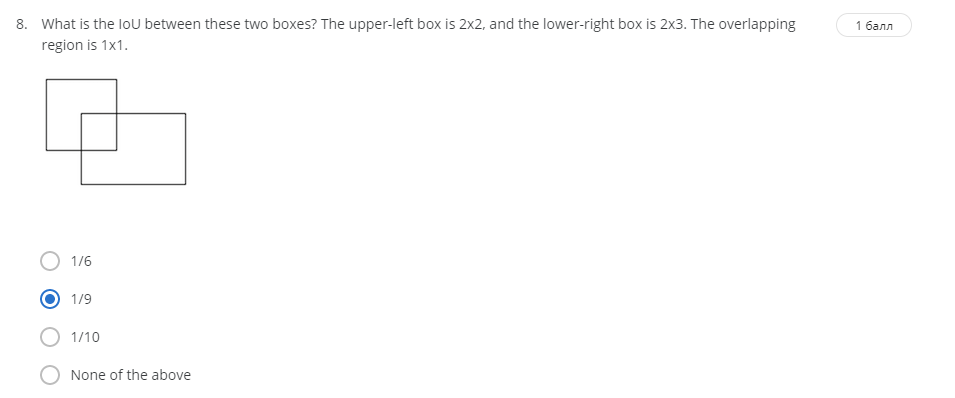 8. What is the IoU between these two boxes? The upper-left box is 2x2, and the lower-right box is 2x3. The overlapping
region is 1x1.
1 балл
1/6
1/9
1/10
None of the above